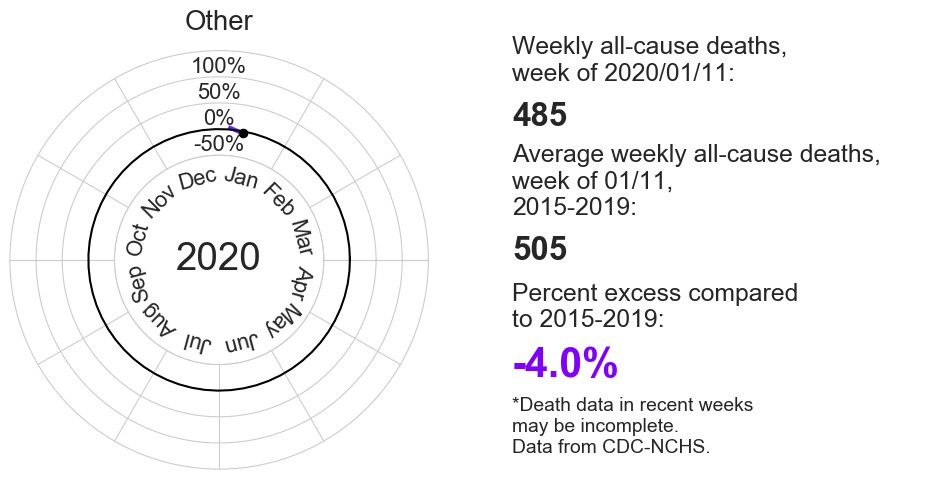 Other
100%
50%
0%
-50%
Jan
Feb
Mar
Apr
May
Jun
Jul
Aug
Sep
Oct
Nov
Dec
2020
Weekly all-cause deaths,
week of 2020/01/11:
485
Average weekly all-cause deaths,
week of 01/11,
2015-2019:
505
Percent excess compared
to 2015-2019:
-4.0%
*Death data in recent weeks
may be incomplete.
Data from CDC-NCHS.